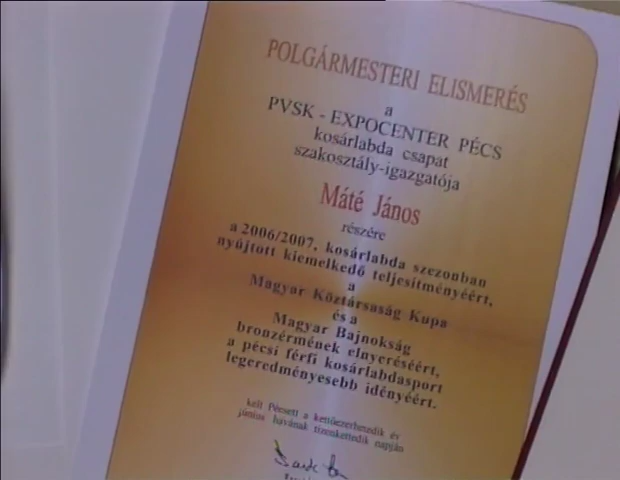 POLGÁRMESTERI ELISMERÉS
a
PVSK - EXPOCENTER PÉCS
kosárlabda csapat
szakosztály-igazgatója
Máté János
részére
a 2006/2007. kosárlabda szezonban
nyújtott kiemelkedő teljesítményéért,
a
Magyar Köztársaság Kupa
és a
Magyar Bajnokság
bronzérmének elnyeréséért,
a pécsi férfi kosárlabdasport
legeredményesebb idényéért.
kelt Pécsett a kettőezerhetedik év
június havának tizenkettedik napján